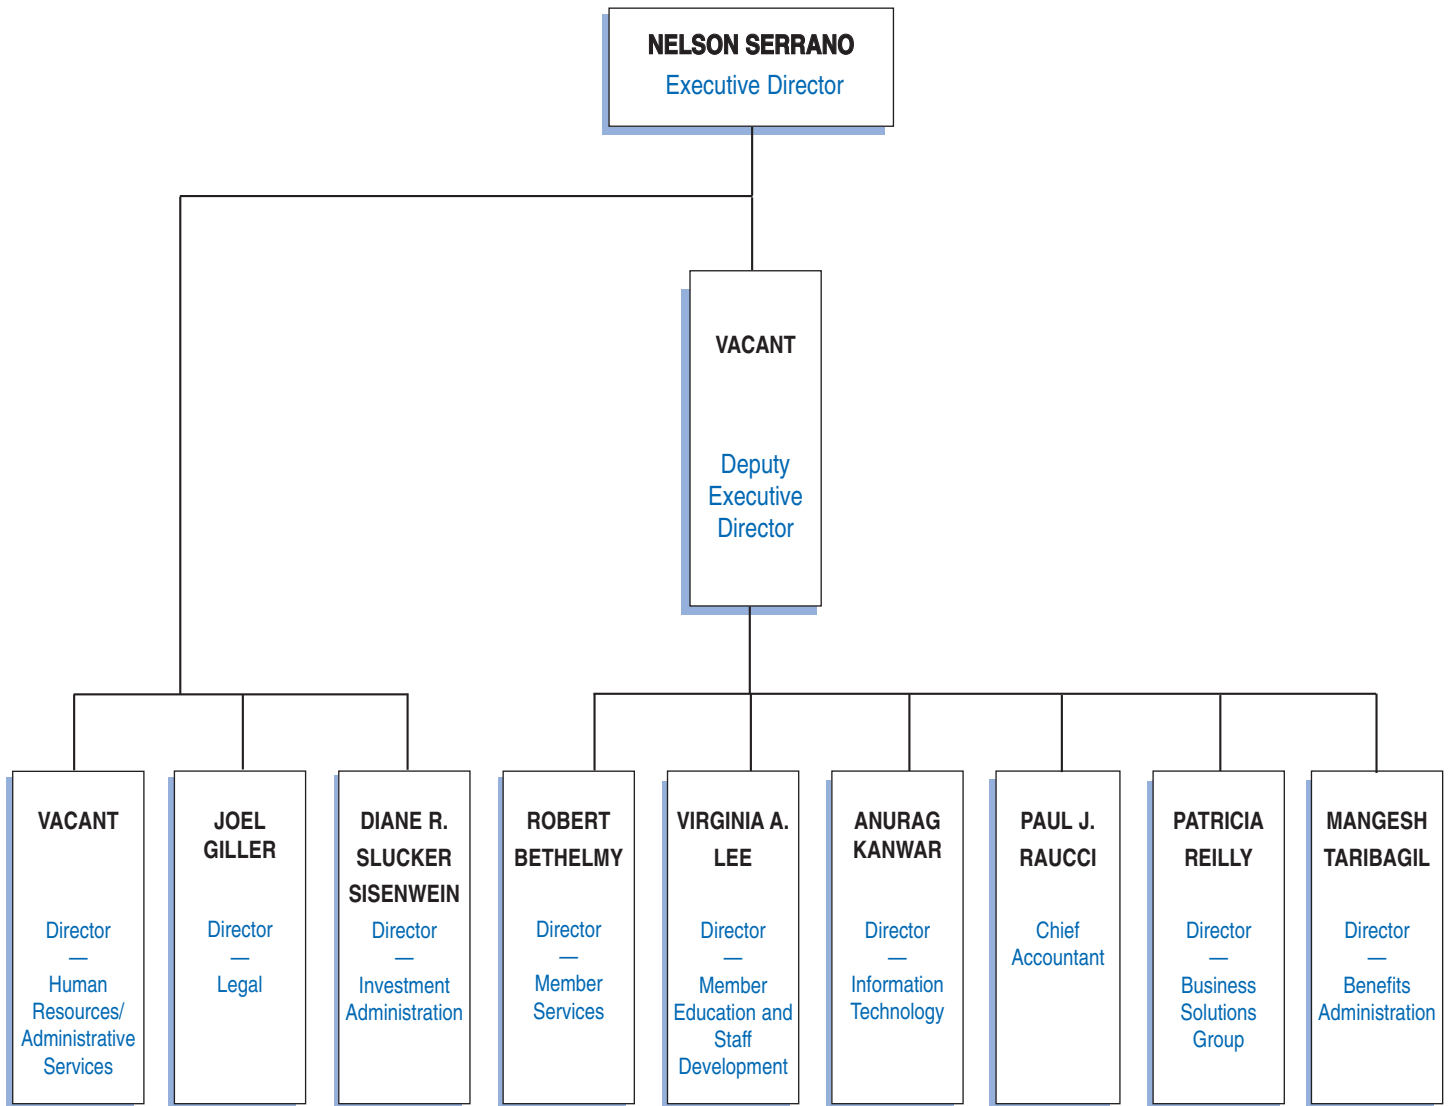 NELSON SERRANO
Executive Director
VACANT
Deputy
Executive
Director
VACANT
Director
—
Human
Resources/
Administrative
Services
JOEL
GILLER
Director
—
Legal
DIANE R.
SLUCKER
SISENWEIN
Director
—
Investment
Administration
ROBERT
BETHELMY
Director
—
Member
Services
VIRGINIA A.
LEE
Director
—
Member
Education and
Staff
Development
ANURAG
KANWAR
Director
—
Information
Technology
PAUL J.
RAUCCI
Chief
Accountant
PATRICIA
REILLY
Director
—
Business
Solutions
Group
MANGESH
TARIBAGIL
Director
—
Benefits
Administration